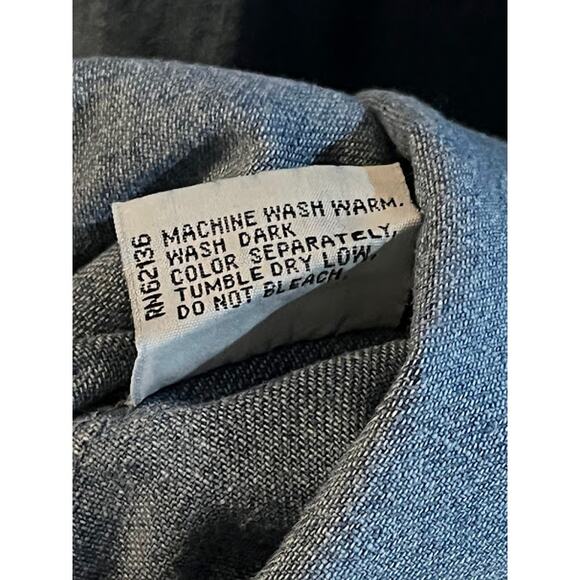 RN62136
MACHINE WASH WARM.
WASH DARK
COLOR SEPARATELY,
TUMBLE DRY LOW,
DO NOT BLEACH.